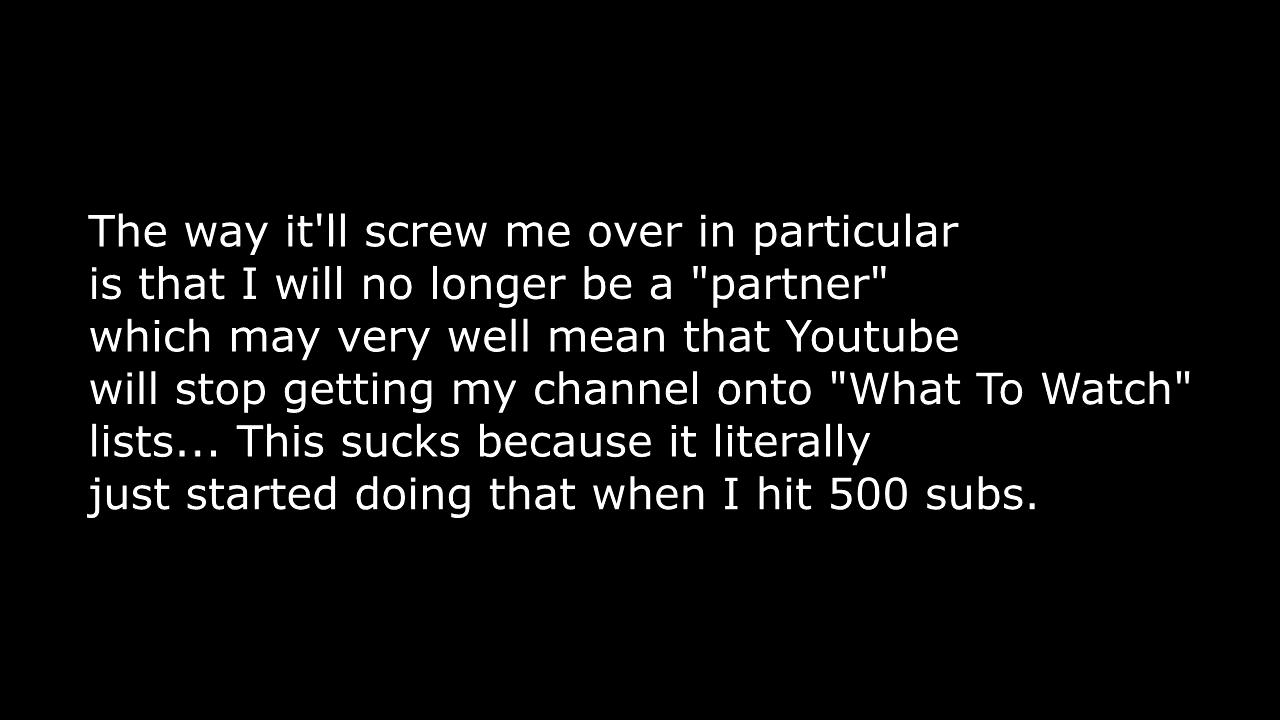 The way it'll screw me over in particular
is that I will no longer be a "partner"
which may very well mean that Youtube
will stop getting my channel onto "What To Watch"
lists... This sucks because it literally
just started doing that when I hit 500 subs.